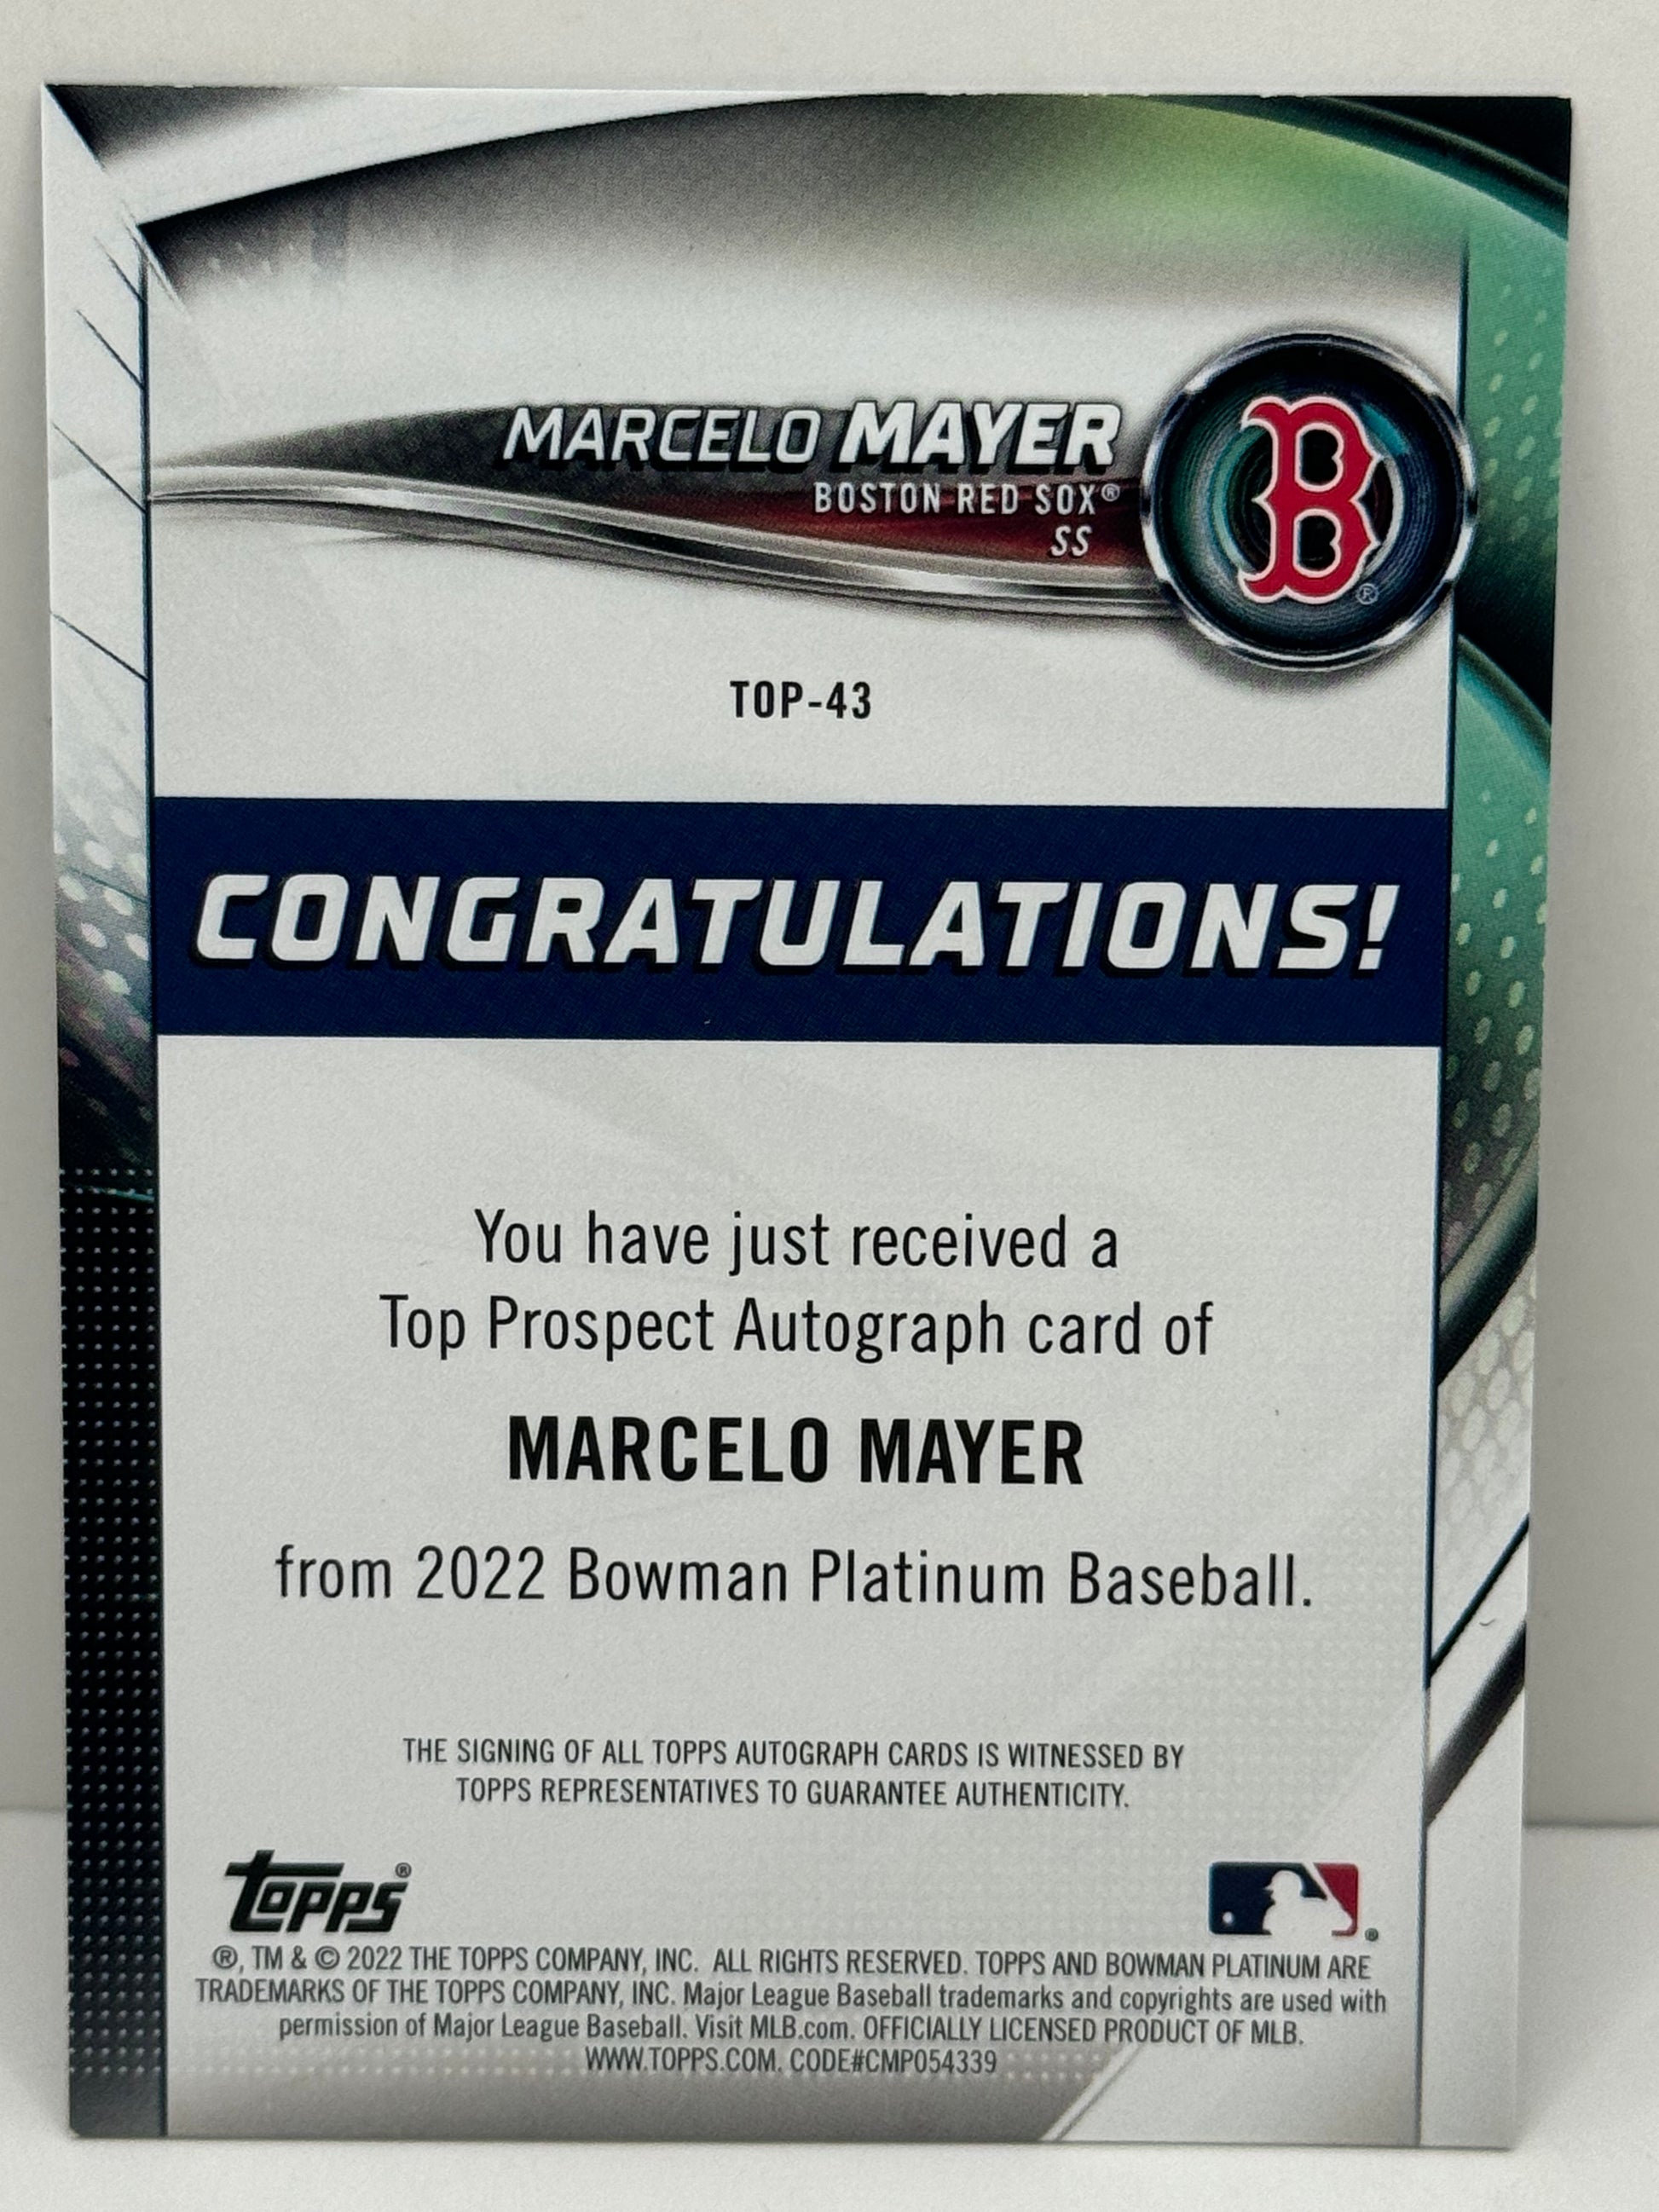 MARCELO MAYER
BOSTON RED SOX®
SS
B®
TOP-43
CONGRATULATIONS!
You have just received a
Top Prospect Autograph card of
MARCELO MAYER
from 2022 Bowman Platinum Baseball.
THE SIGNING OF ALL TOPPS AUTOGRAPH CARDS IS WITNESSED BY
TOPPS REPRESENTATIVES TO GUARANTEE AUTHENTICITY.
topps®
®
®, TM & © 2022 THE TOPPS COMPANY, INC. ALL RIGHTS RESERVED. TOPPS AND BOWMAN PLATINUM ARE
TRADEMARKS OF THE TOPPS COMPANY, INC. Major League Baseball trademarks and copyrights are used with
permission of Major League Baseball. Visit MLB.com. OFFICIALLY LICENSED PRODUCT OF MLB.
WWW.TOPPS.COM. CODE#CMP054339